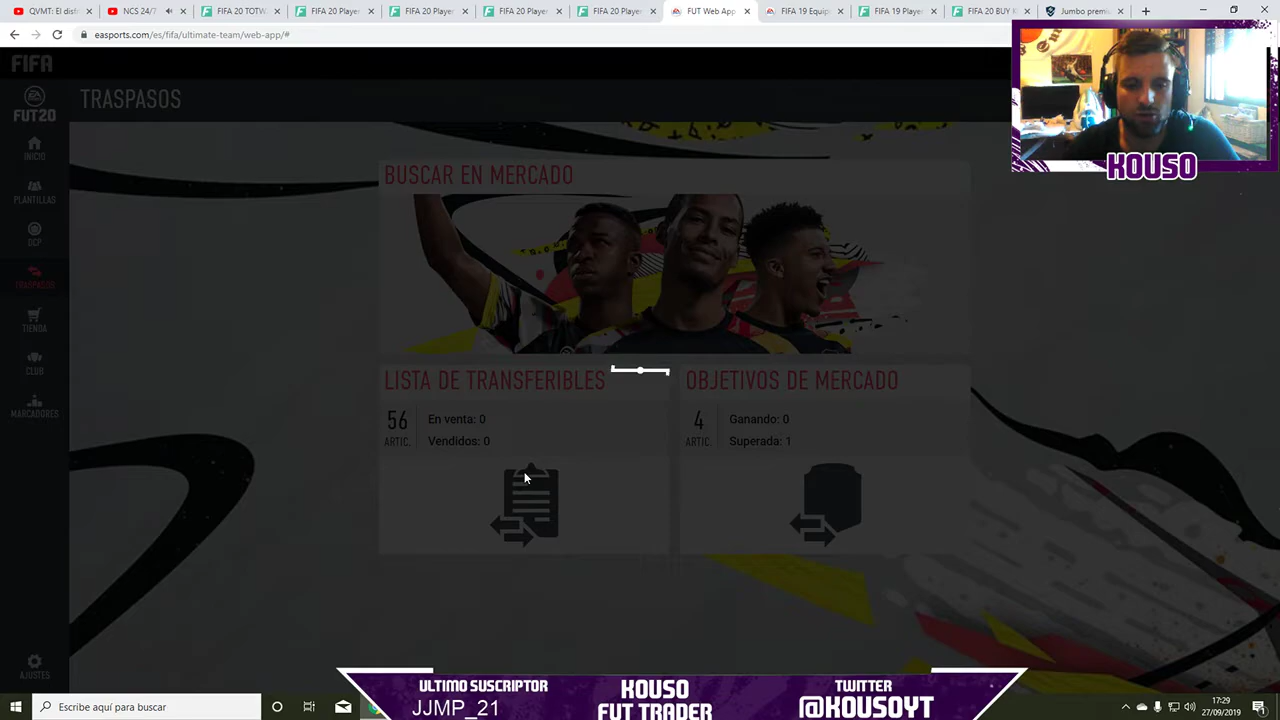 QVMT: El disf
NCS 24/7
FIFA 20 TOTW
FIFA 20 Player
FIFA 20 Player
FIFA 20 Player
FIFA 20 Player
FUT Web App
FIFA 19 Equip
FIFA 19 Player
FIFA 20 BUY
Jumbo premi
easports.com/es/fifa/ultimate-team/web-app/#
FIFA
EA SPORTS
FUT20
TRASPASOS
INICIO
PLANTILLAS
DCP
TRASPASOS
TIENDA
CLUB
MARCADORES
AJUSTES
BUSCAR EN MERCADO
LISTA DE TRANSFERIBLES
56
ARTIC.
En venta: 0
Vendidos: 0
OBJETIVOS DE MERCADO
4
ARTIC.
Ganando: 0
Superada: 1
KOUSO
ULTIMO SUSCRIPTOR
JJMP_21
KOUSO
FUT TRADER
TWITTER
@KOUSOYT
Escribe aquí para buscar
17:29
27/09/2019